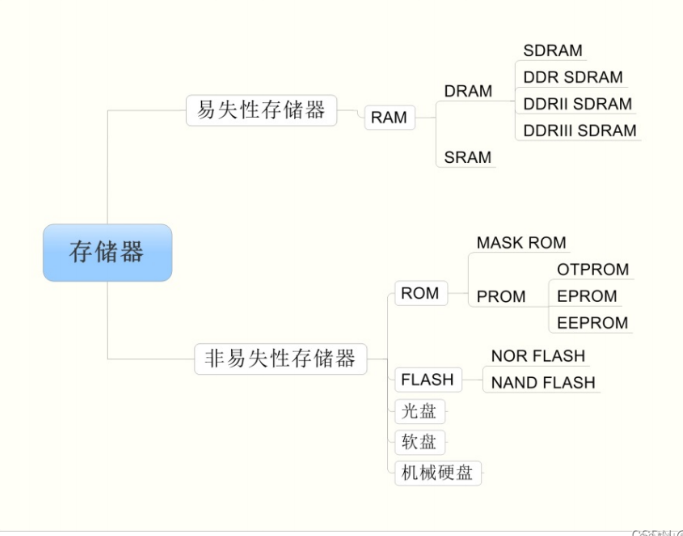 存储器
易失性存储器
RAM
DRAM
SDRAM
DDR SDRAM
DDRII SDRAM
DDRIII SDRAM
SRAM
非易失性存储器
ROM
MASK ROM
PROM
OTPROM
EPROM
EEPROM
FLASH
NOR FLASH
NAND FLASH
光盘
软盘
机械硬盘